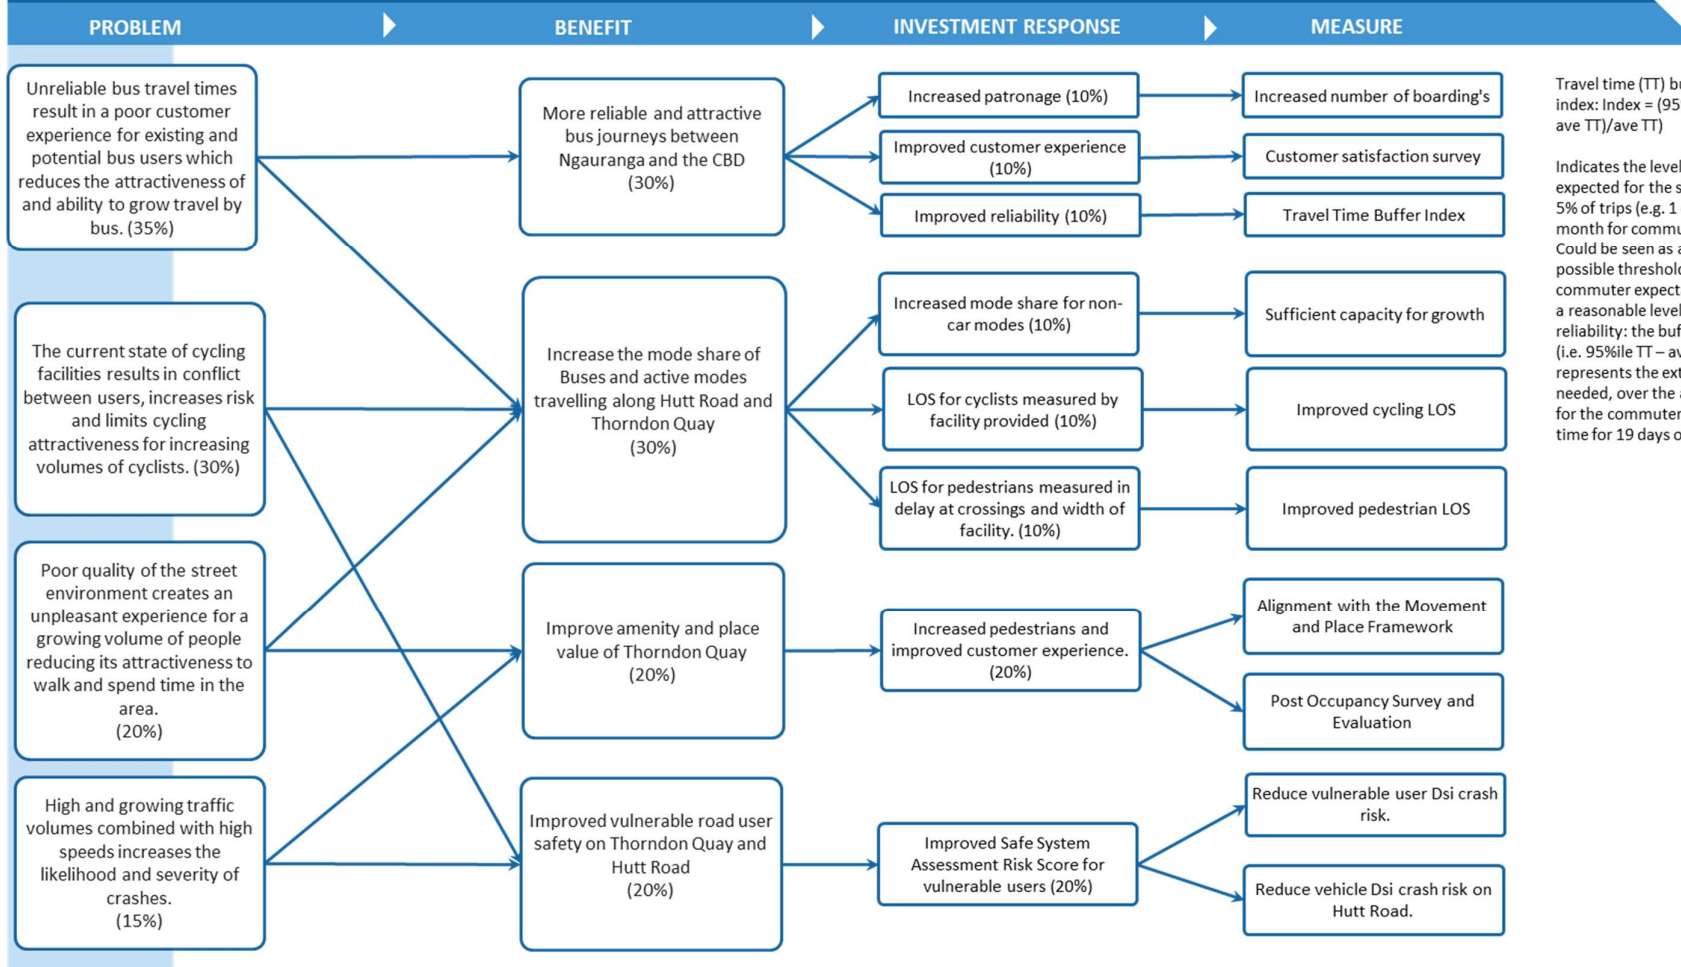 PROBLEM
BENEFIT
INVESTMENT RESPONSE
MEASURE
Unreliable bus travel times
result in a poor customer
experience for existing and
potential bus users which
reduces the attractiveness of
and ability to grow travel by
bus. (35%)
The current state of cycling
facilities results in conflict
between users, increases risk
and limits cycling
attractiveness for increasing
volumes of cyclists. (30%)
Poor quality of the street
environment creates an
unpleasant experience for a
growing volume of people
reducing its attractiveness to
walk and spend time in the
area.
(20%)
High and growing traffic
volumes combined with high
speeds increases the
likelihood and severity of
crashes.
(15%)
More reliable and attractive
bus journeys between
Ngauranga and the CBD
(30%)
Increase the mode share of
Buses and active modes
travelling along Hutt Road and
Thorndon Quay
(30%)
Improve amenity and place
value of Thorndon Quay
(20%)
Improved vulnerable road user
safety on Thorndon Quay and
Hutt Road
(20%)
Increased patronage (10%)
Improved customer experience
(10%)
Improved reliability (10%)
Increased mode share for non-
car modes (10%)
LOS for cyclists measured by
facility provided (10%)
LOS for pedestrians measured in
delay at crossings and width of
facility. (10%)
Increased pedestrians and
improved customer experience.
(20%)
Improved Safe System
Assessment Risk Score for
vulnerable users (20%)
Increased number of boarding's
Customer satisfaction survey
Travel Time Buffer Index
Sufficient capacity for growth
Improved cycling LOS
Improved pedestrian LOS
Alignment with the Movement
and Place Framework
Post Occupancy Survey and
Evaluation
Reduce vulnerable user Dsi crash
risk.
Reduce vehicle Dsi crash risk on
Hutt Road.
Travel time (TT)
index: Index =
ave TT)/ave TT)
Indicates the level
expected for the
5% of trips (e.g. 1
month for
Could be seen as
possible
commuter
a reasonable level
reliability: the
(i.e. 95%ile TT –
represents the
needed, over the
for the commuter
time for 19 days